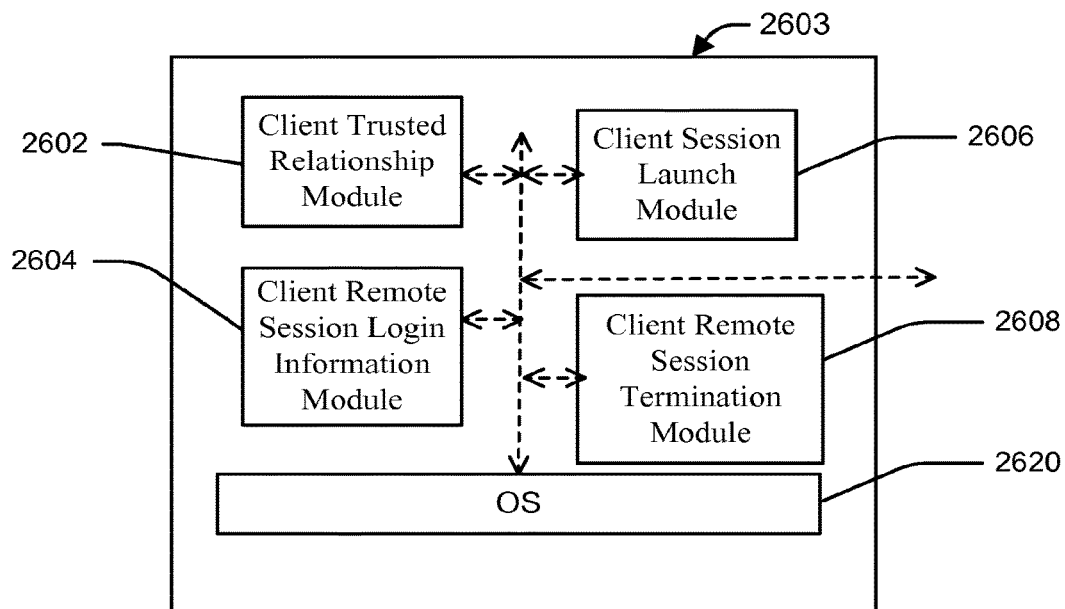 2603
2602
Client Trusted
Relationship
Module
Client Session
Launch
Module
2606
2604
Client Remote
Session Login
Information
Module
Client Remote
Session
Termination
Module
2608
OS
2620